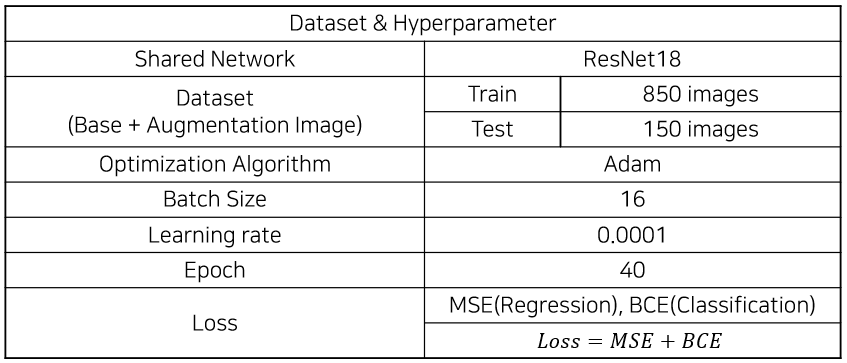 Dataset & Hyperparameter
Shared Network
ResNet18
Dataset
(Base + Augmentation Image)
Train
850 images
Test
150 images
Optimization Algorithm
Adam
Batch Size
16
Learning rate
0.0001
Epoch
40
Loss
MSE(Regression), BCE(Classification)
Loss = MSE + BCE